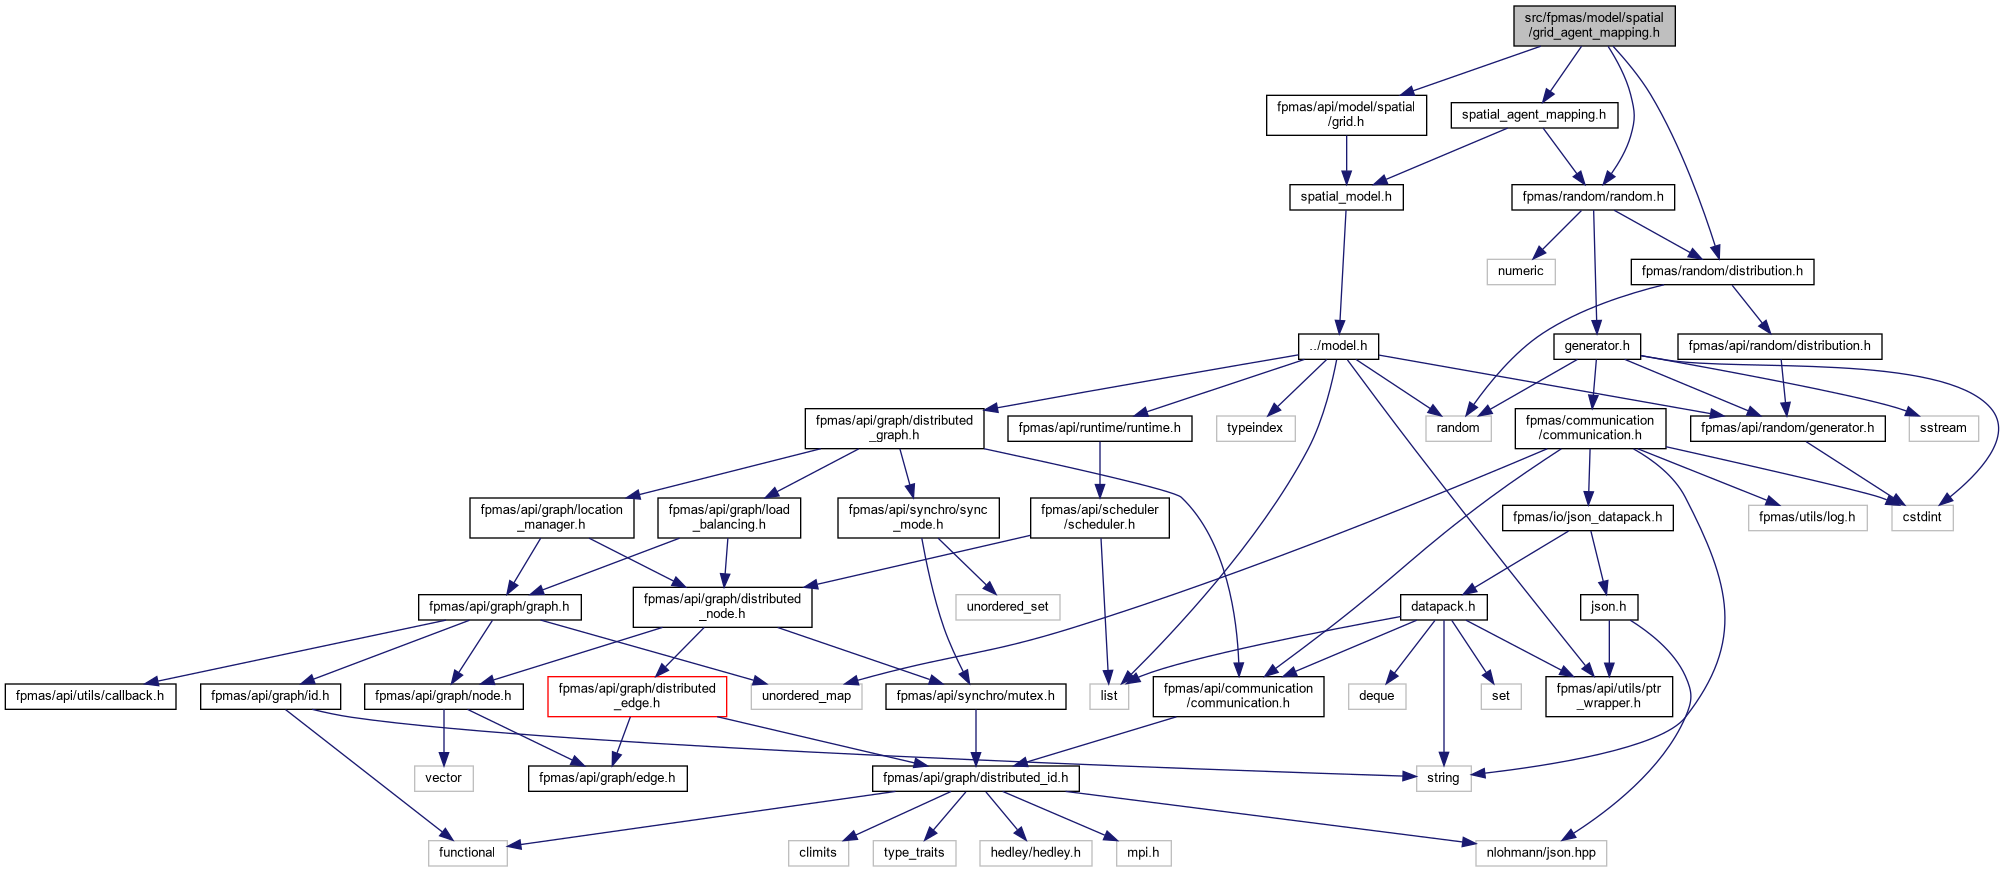 src/fpmas/model/spatial
/grid_agent_mapping.h
fpmas/api/model/spatial
/grid.h
spatial_agent_mapping.h
spatial_model.h
fpmas/random/random.h
numeric
fpmas/random/distribution.h
../model.h
generator.h
fpmas/api/random/distribution.h
fpmas/api/graph/distributed
_graph.h
fpmas/api/runtime/runtime.h
typeindex
random
fpmas/communication
/communication.h
fpmas/api/random/generator.h
sstream
fpmas/api/graph/location
_manager.h
fpmas/api/graph/load
_balancing.h
fpmas/api/synchro/sync
_mode.h
fpmas/api/scheduler
/scheduler.h
fpmas/io/json_datapack.h
fpmas/utils/log.h
cstdint
fpmas/api/graph/graph.h
fpmas/api/graph/distributed
_node.h
unordered_set
datapack.h
json.h
fpmas/api/utils/callback.h
fpmas/api/graph/id.h
fpmas/api/graph/node.h
fpmas/api/graph/distributed
_edge.h
unordered_map
fpmas/api/synchro/mutex.h
list
fpmas/api/communication
/communication.h
deque
set
fpmas/api/utils/ptr
_wrapper.h
vector
fpmas/api/graph/edge.h
fpmas/api/graph/distributed_id.h
string
functional
climits
type_traits
hedley/hedley.h
mpi.h
nlohmann/json.hpp